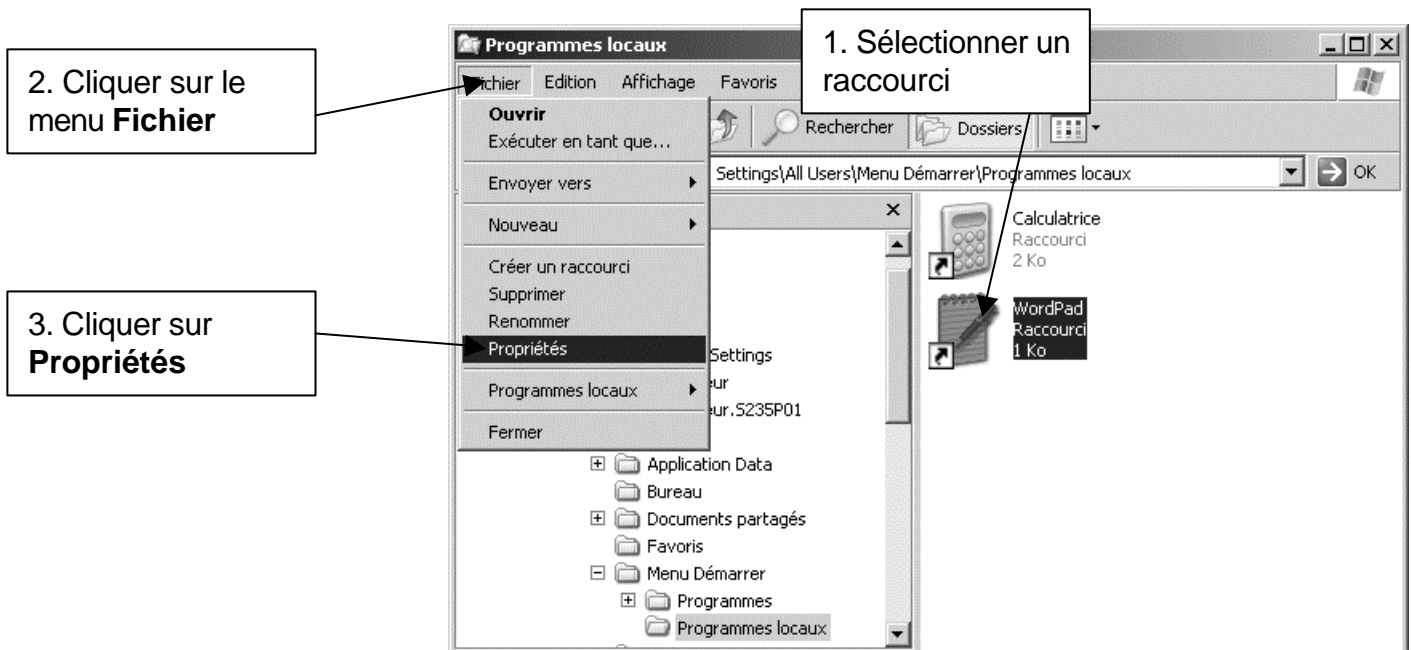 1. Sélectionner un
raccourci
2. Cliquer sur le
menu Fichier
3. Cliquer sur
Propriétés
Programmes locaux
Fichier Edition Affichage Favoris
Rechercher Dossiers
Settings\All Users\Menu Démarrer\Programmes locaux OK
Ouvrir
Exécuter en tant que...
Envoyer vers
Nouveau
Créer un raccourci
Supprimer
Renommer
Propriétés
Programmes locaux
Fermer
Settings
eur
eur.S235P01
Application Data
Bureau
Documents partagés
Favoris
Menu Démarrer
Programmes
Programmes locaux
Calculatrice
Raccourci
2 Ko
WordPad
Raccourci
1 Ko